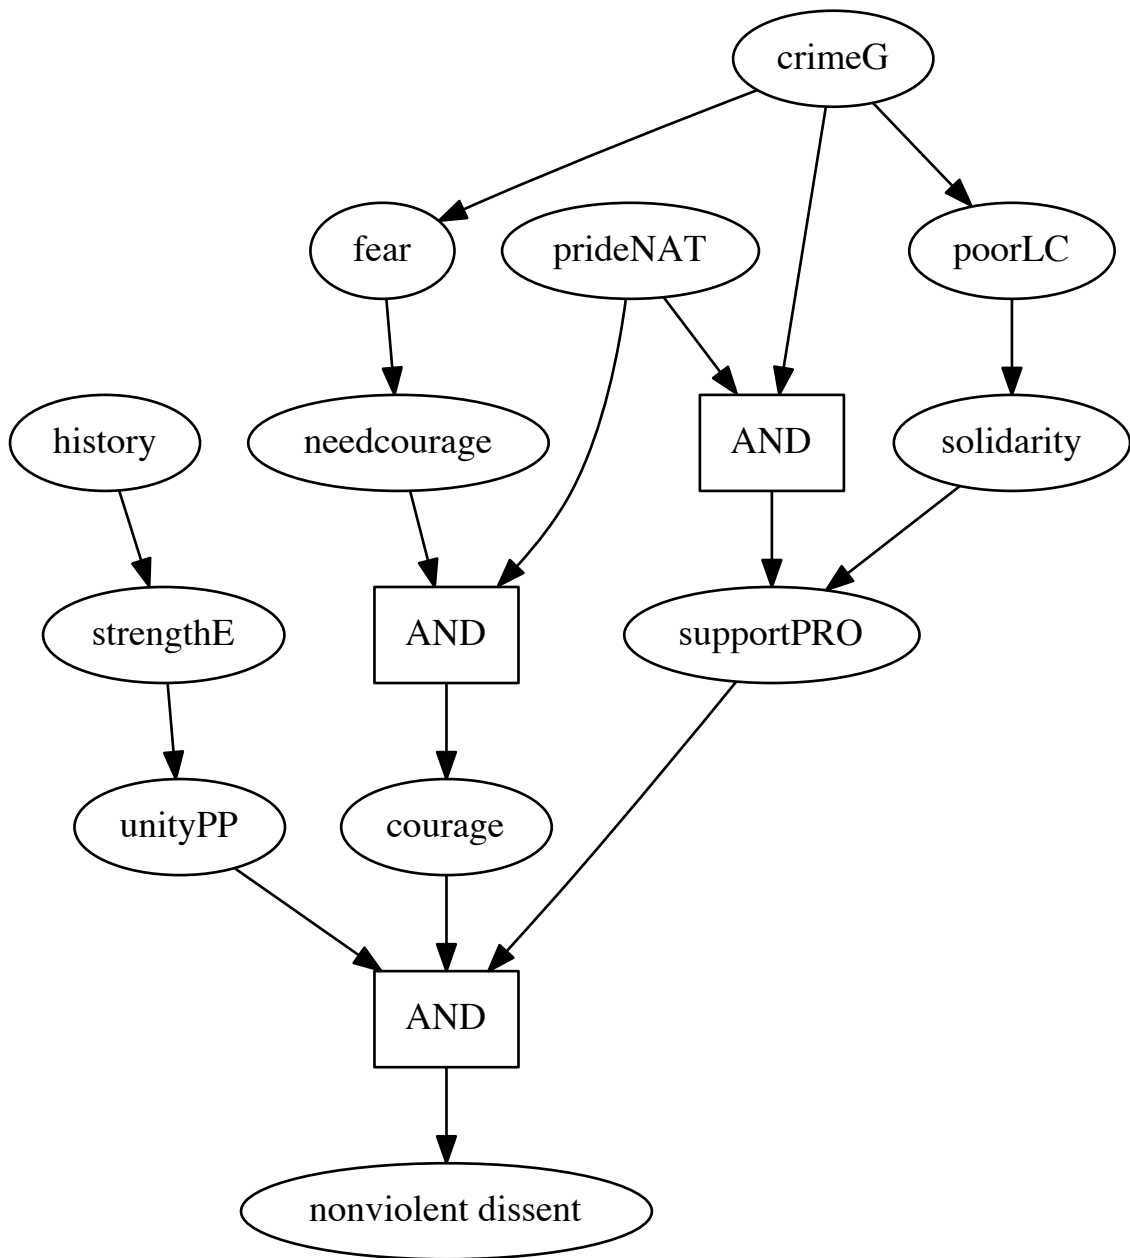 crimeG
fear
prideNAT
poorLC
history
needcourage
AND
solidarity
strengthE
AND
supportPRO
unityPP
courage
AND
nonviolent dissent